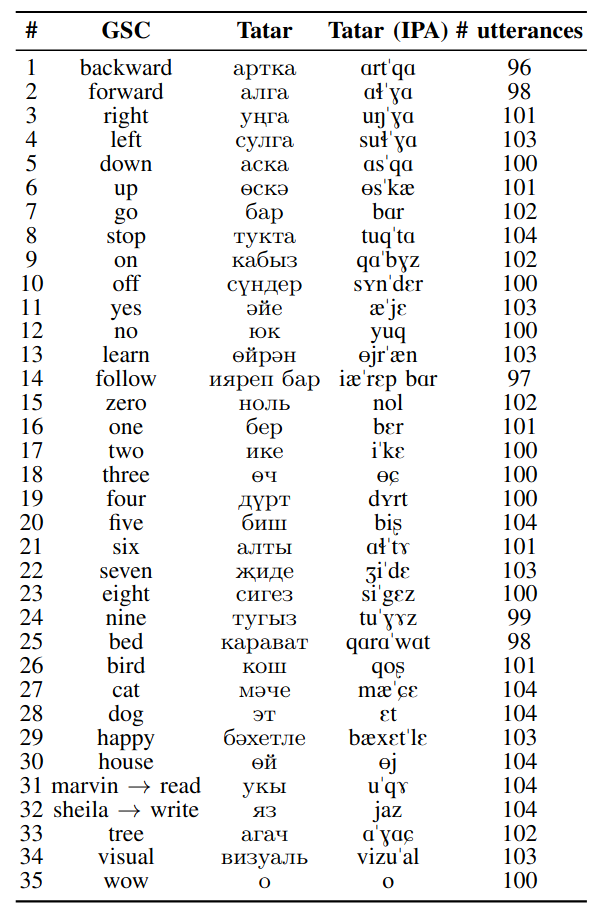 # GSC Tatar Tatar (IPA) # utterances
1 backward артка ɑrtˈqɑ 96
2 forward алга ɑɫˈɣɑ 98
3 right уңга uŋˈɣɑ 101
4 left сулга suɫˈɣɑ 103
5 down аска ɑsˈqɑ 100
6 up өскә ɵsˈkæ 101
7 go бар bɑr 102
8 stop тукта tuqˈtɑ 104
9 on кабыз qɑˈbɣz 102
10 off сүндер sʏnˈdɛr 100
11 yes әйе æˈjɛ 103
12 no юк yuq 100
13 learn өйрән ɵjrˈæn 103
14 follow ияреп бар iæˈrɛp bɑr 97
15 zero ноль nol 102
16 one бер bɛr 101
17 two ике iˈkɛ 100
18 three өч ɵɕ 100
19 four дүрт dʏrt 100
20 five биш biʂ 104
21 six алты ɑɫˈtɤ 101
22 seven җиде ʒiˈdɛ 103
23 eight сигез siˈgɛz 100
24 nine тугыз tuˈɣɤz 99
25 bed карават qɑrɑˈwɑt 98
26 bird кош qoʂ 101
27 cat мәче mæˈɕɛ 104
28 dog эт ɛt 104
29 happy бәхетле bæxɛtˈlɛ 103
30 house өй ɵj 104
31 marvin → read укы uˈqɤ 104
32 sheila → write яз jaz 104
33 tree агач ɑˈɣɑɕ 102
34 visual визуаль vizuˈal 103
35 wow о o 100